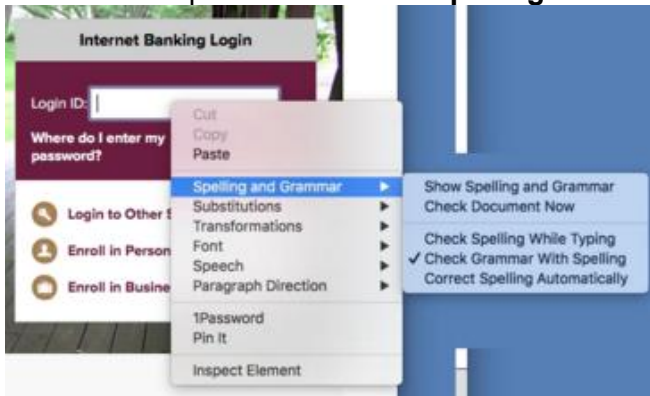 Internet Banking Login
Login ID:
Where do I enter my
password?
Login to Other
Enroll in Person
Enroll in Busine
Cut
Copy
Paste
Spelling and Grammar
Substitutions
Transformations
Font
Speech
Paragraph Direction
1Password
Pin It
Inspect Element
Show Spelling and Grammar
Check Document Now
Check Spelling While Typing
✓ Check Grammar With Spelling
Correct Spelling Automatically